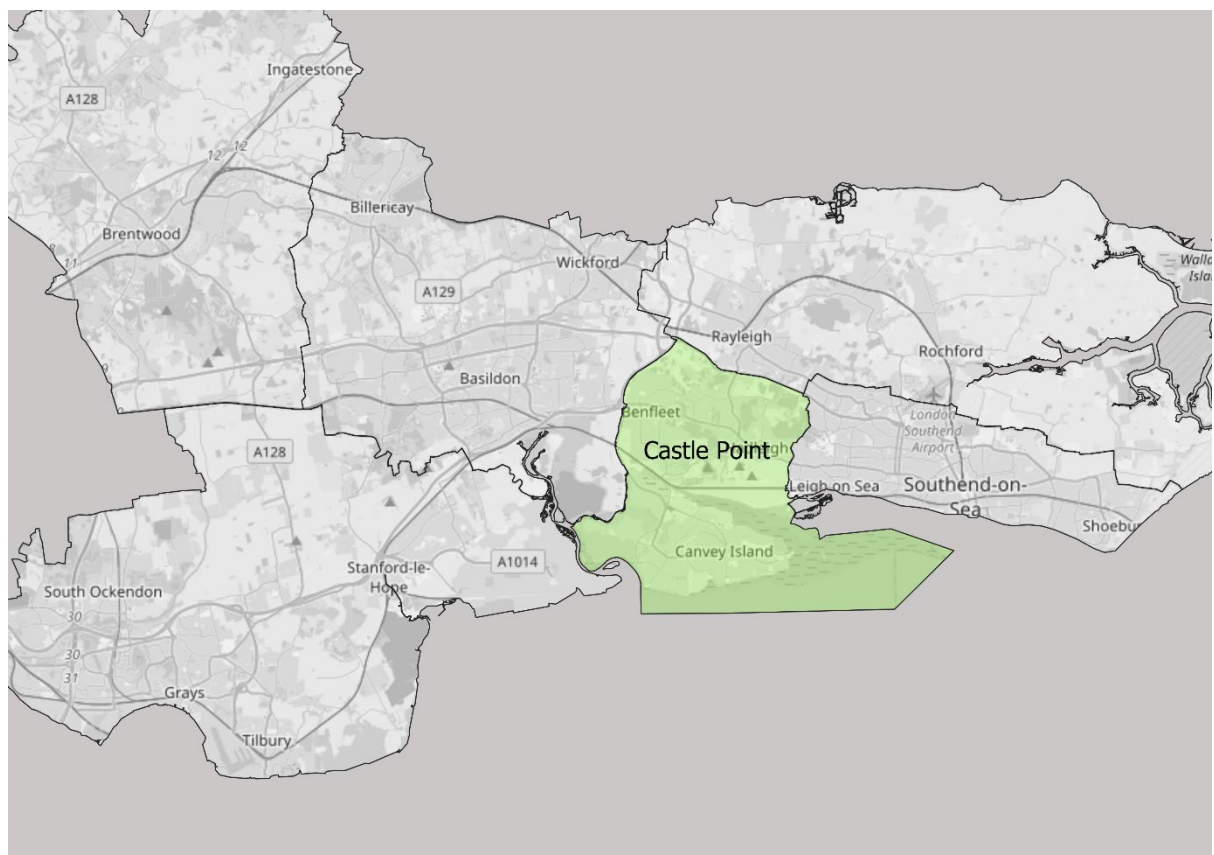 Ingatestone
A128
12
12
Billericay
Brentwood
11
Walla
Isla
Wickford
A129
Rayleigh
Rochford
Basildon
Benfleet
London
Southend
Airport
Castle Point
A128
Leigh on Sea
Southend-on-
Sea
Shoebu
Canvey Island
A1014
Stanford-le-
Hope
South Ockendon
30
30
31
Grays
Tilbury